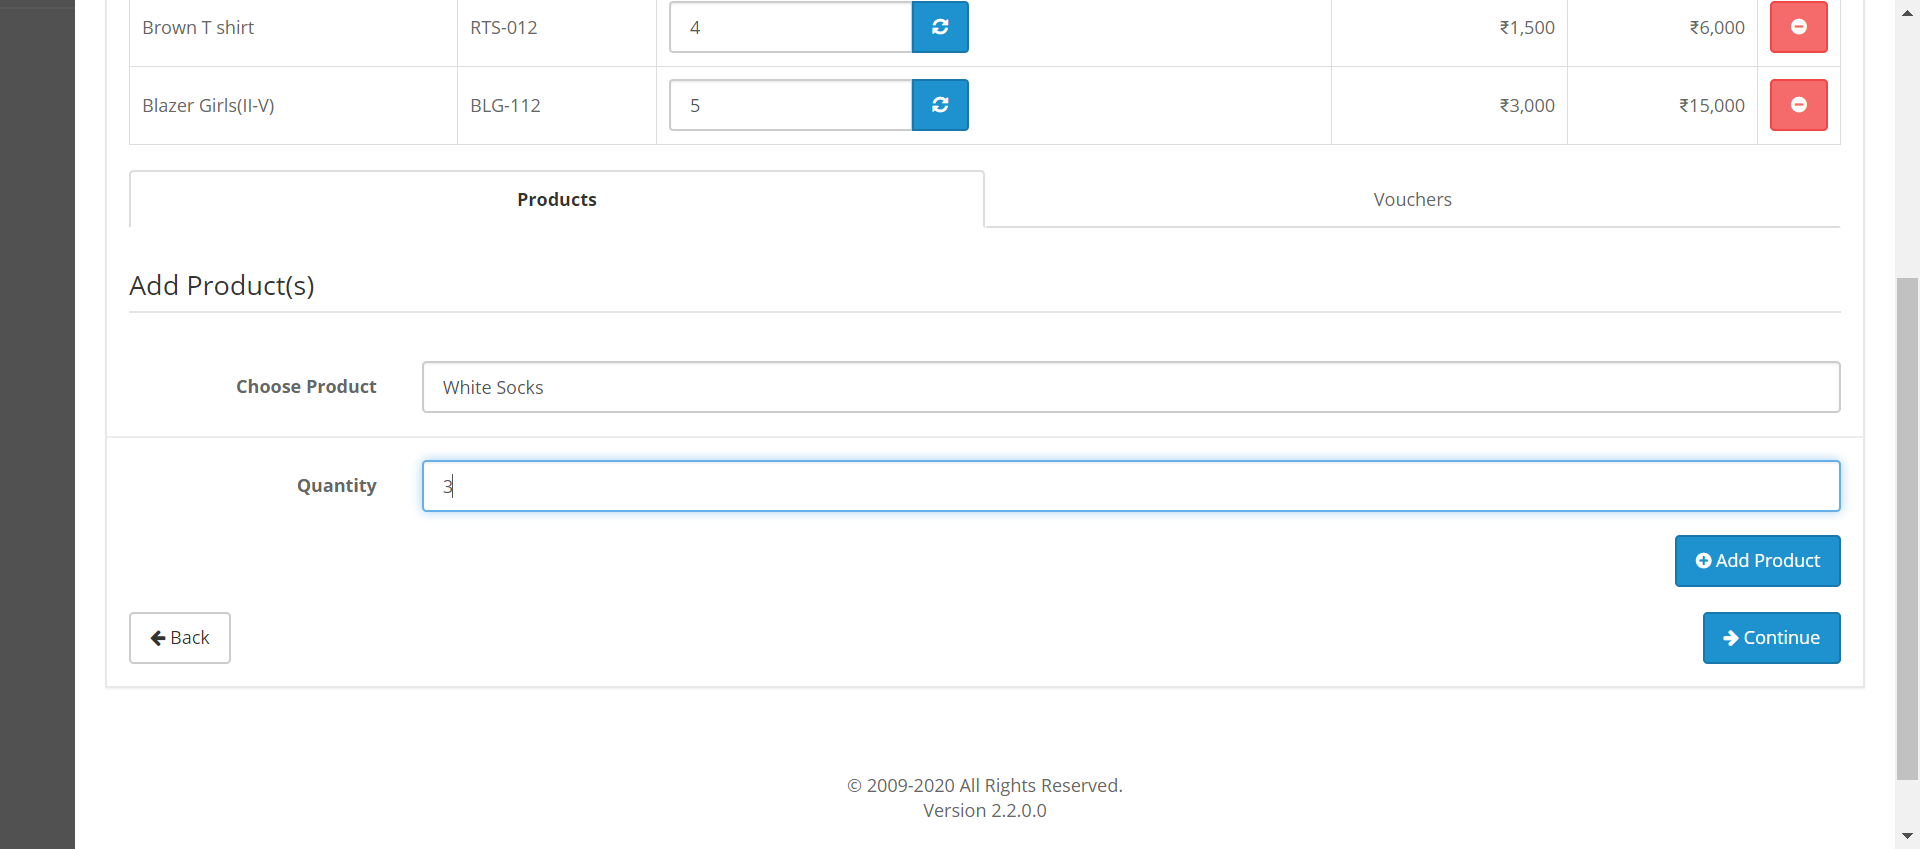 Brown T shirt RTS-012 4 ₹1,500 ₹6,000
Blazer Girls(II-V) BLG-112 5 ₹3,000 ₹15,000
Products Vouchers
Add Product(s)
Choose Product White Socks
Quantity 3
Add Product
Back Continue
© 2009-2020 All Rights Reserved.
Version 2.2.0.0